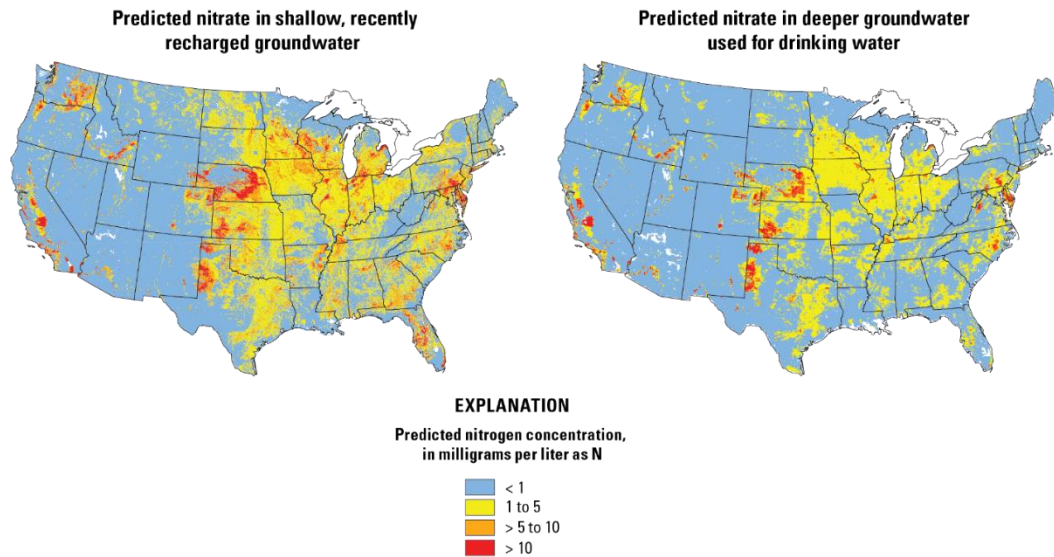 Predicted nitrate in shallow, recently
recharged groundwater
Predicted nitrate in deeper groundwater
used for drinking water
EXPLANATION
Predicted nitrogen concentration,
in milligrams per liter as N
< 1
1 to 5
> 5 to 10
> 10